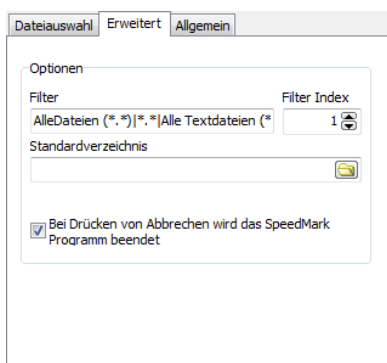 Dateiauswahl Erweitert Allgemein
Optionen
Filter Filter Index
AlleDateien (*.*)|*.*|Alle Textdateien (* 1
Standardverzeichnis
Bei Drücken von Abbrechen wird das SpeedMark
Programm beendet